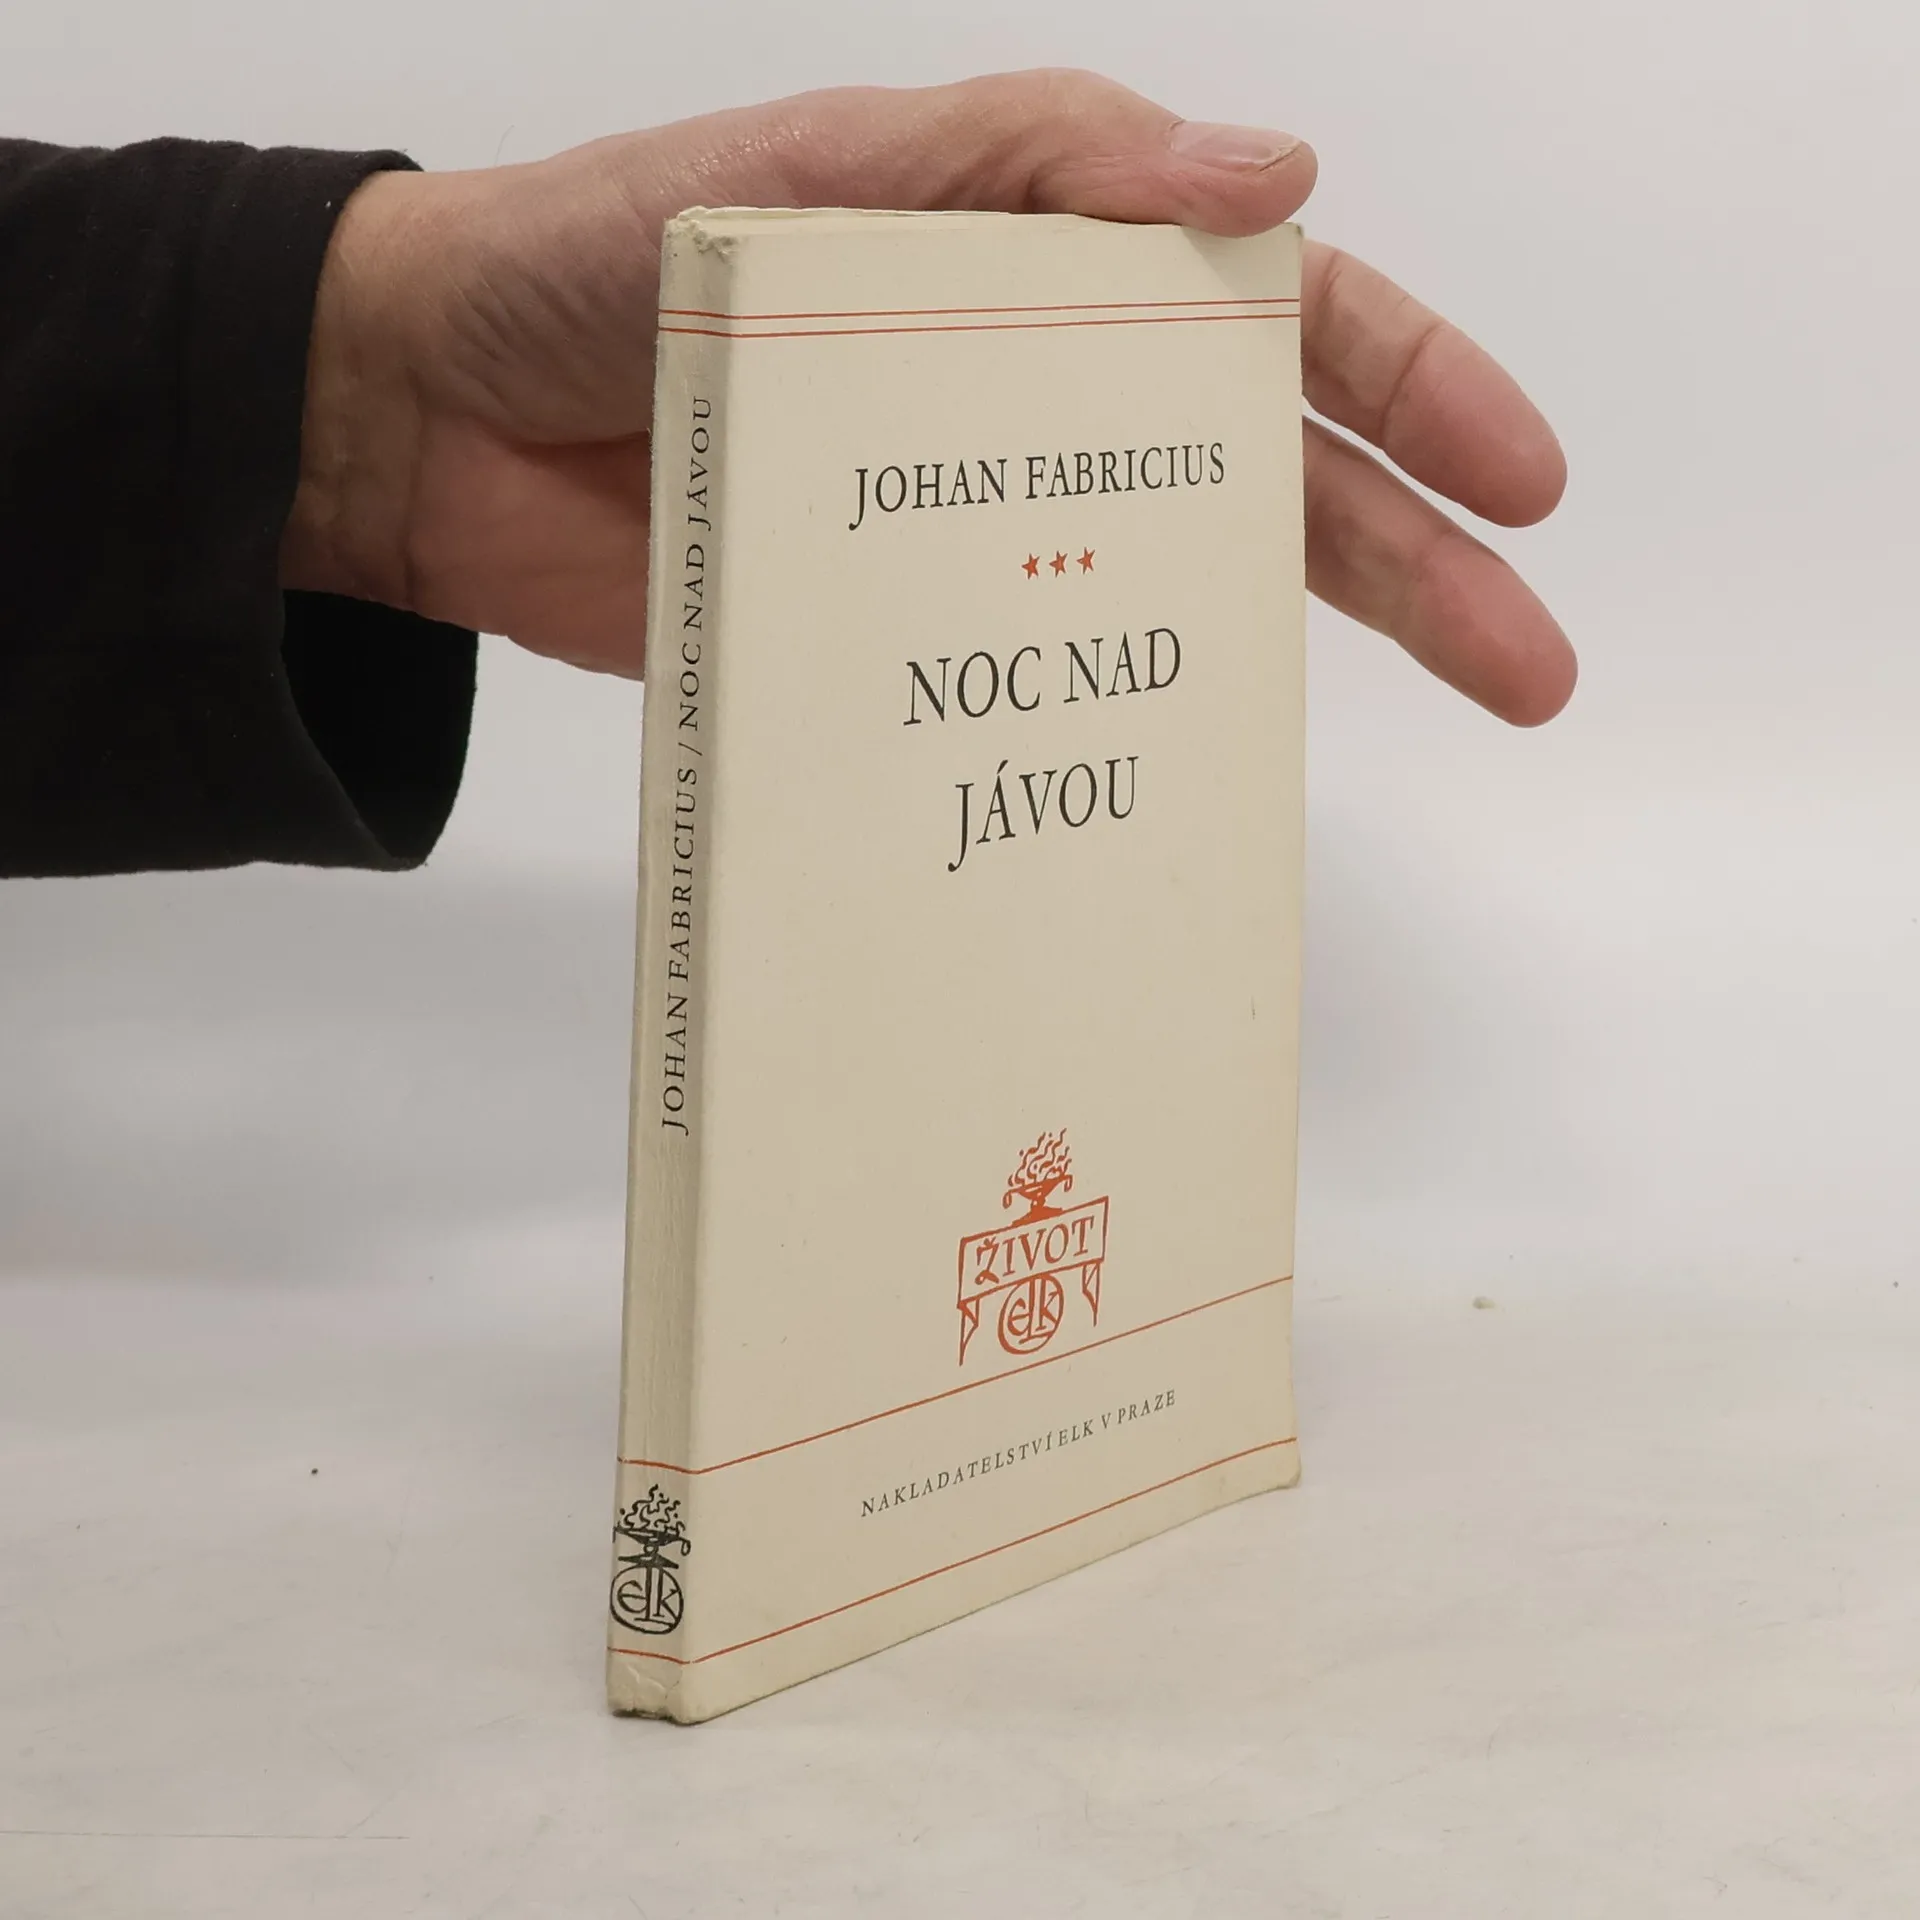 JOHAN FABRICIUS / NOC NAD JÁVOU
elk
JOHAN FABRICIUS
★★★
NOC NAD
JÁVOU
ŽIVOT
elk
NAKLADATELSTVÍ ELK V PRAZE